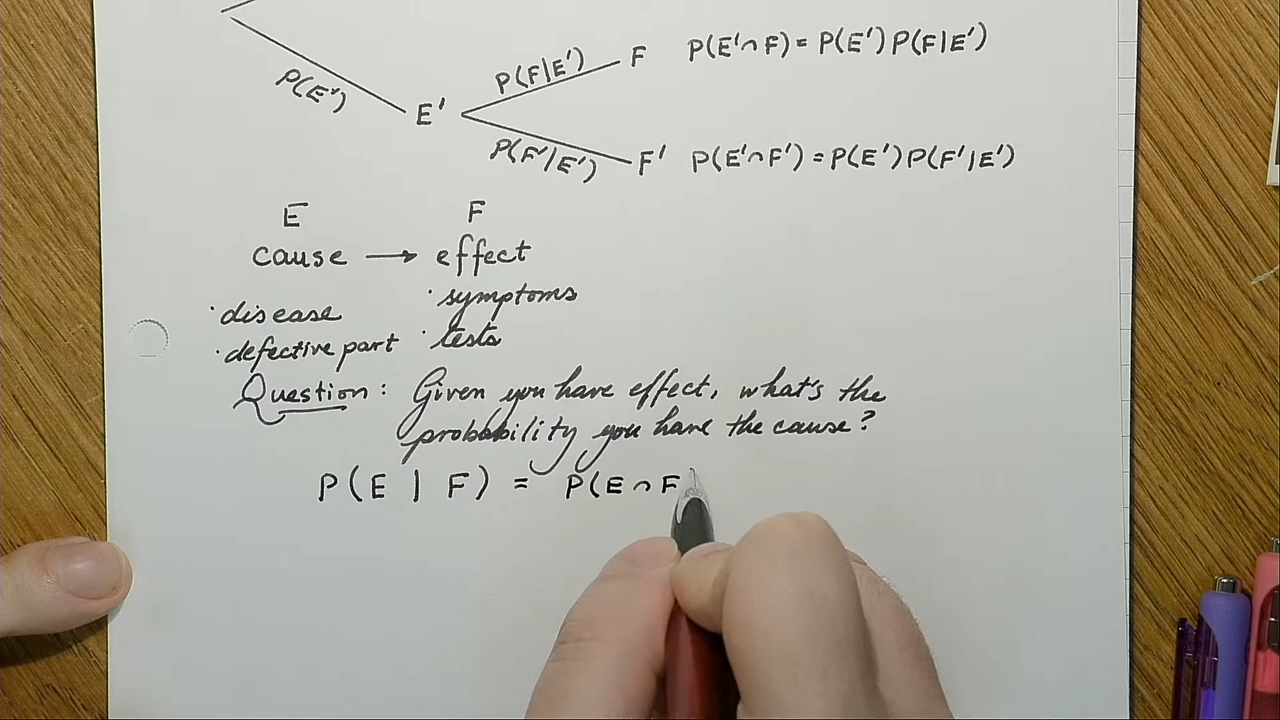 P(F|E') F P(E'∩F) = P(E') P(F|E')
P(E') E'
P(F'|E') F' P(E'∩F') = P(E') P(F'|E')
E F
cause → effect
· symptoms
· disease
· tests
· defective part
Question: Given you have effect, what's the
probability you have the cause?
P(E | F) = P(E∩F